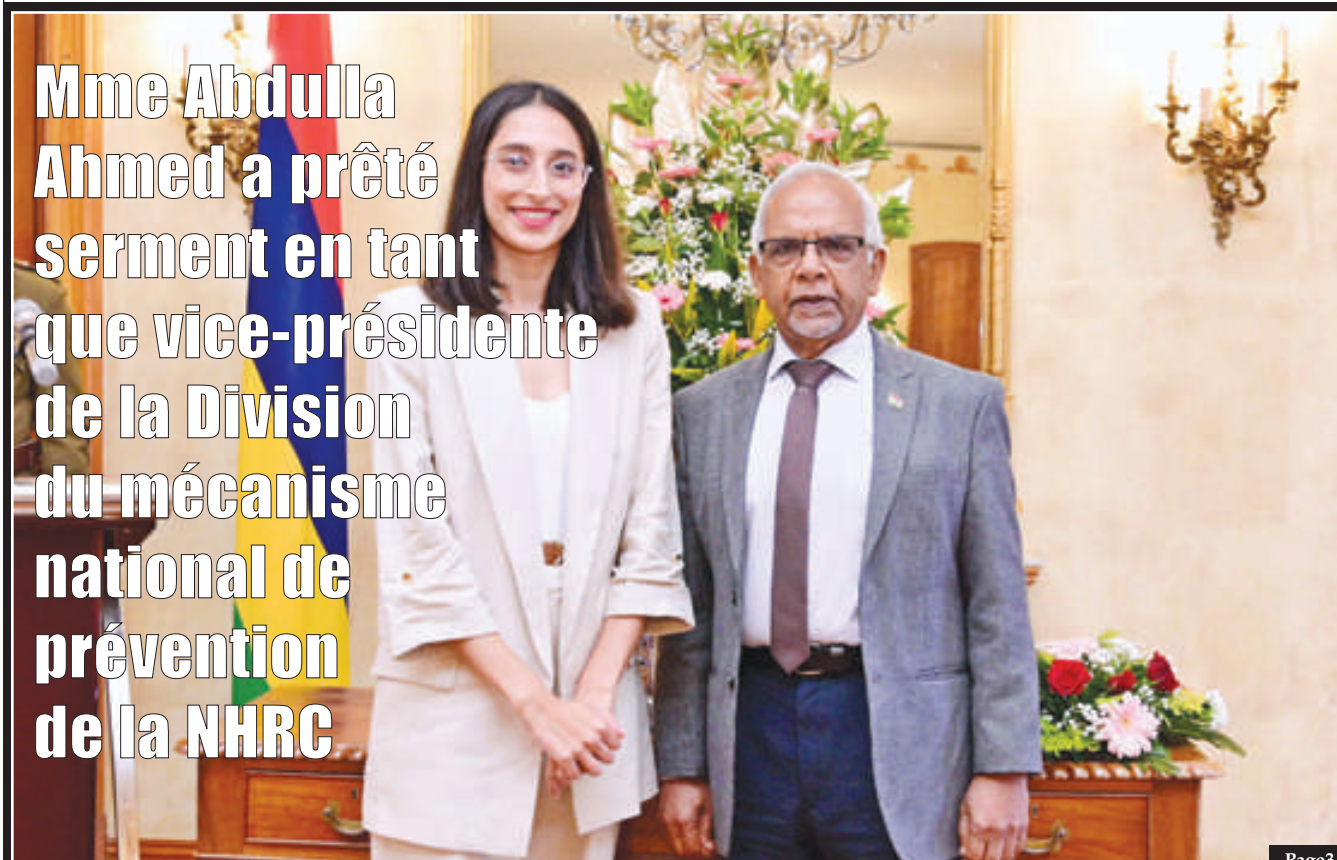 Mme Abdulla
Ahmed a prêté
serment en tant
que vice-présidente
de la Division
du mécanisme
national de
prévention
de la NHRC
Page3